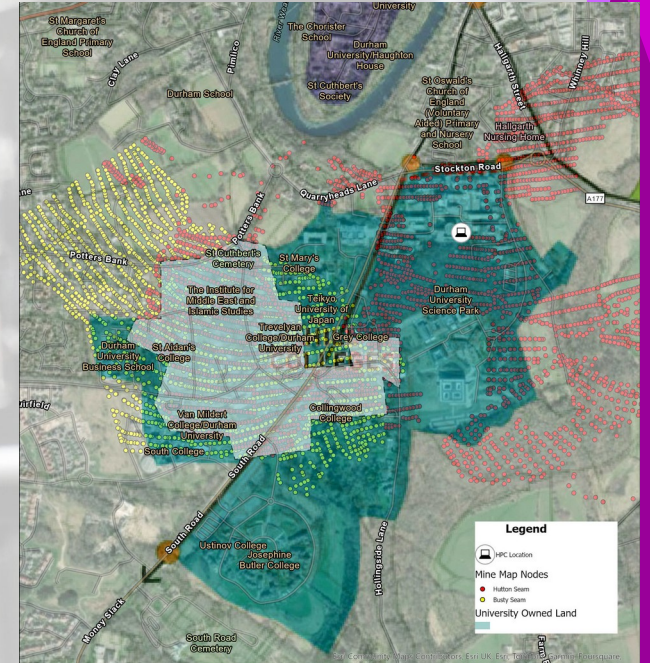 University
St Margaret's
Church of
England Primary
School
Clay Lane
Pimlico
River Wear
The Chorister
School
Durham
University/Haughton
House
St Cuthbert's
Society
Durham School
St Oswald's
Church of
England
(Voluntary
Aided) Primary
and Nursery
School
Hallgarth Street
Whinney Hill
Hallgarth
Nursing Home
Stockton Road
Quarryheads Lane
A177
Potters Bank
Potters Bank
St Cuthbert's
Cemetery
St Mary's
College
The Institute for
Middle East and
Islamic Studies
Teikyo
University of
Japan
Durham
University
Science Park
Trevelyan
College/Durham
University
Grey College
COLLEGES
Durham
University
Business School
St Aidan's
College
Van Mildert
College/Durham
University
Collingwood
College
South College
South Road
South Road
Hollingside Lane
Ustinov College
Josephine
Butler College
Money Slack
South Road
Cemetery
Legend
HPC Location
Mine Map Nodes
Hutton Seam
Busty Seam
University Owned Land